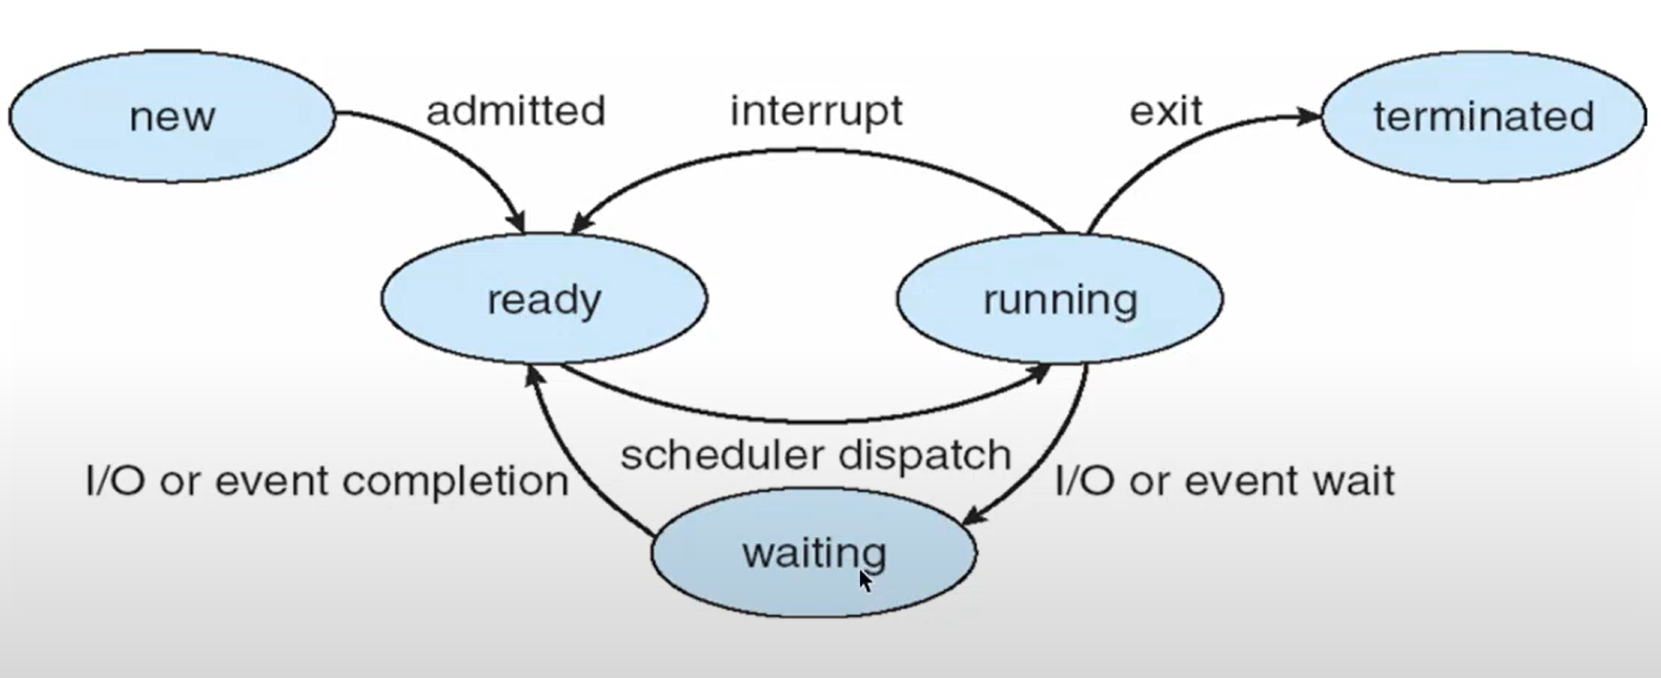 new
admitted
interrupt
exit
terminated
ready
running
scheduler dispatch
I/O or event completion
I/O or event wait
waiting